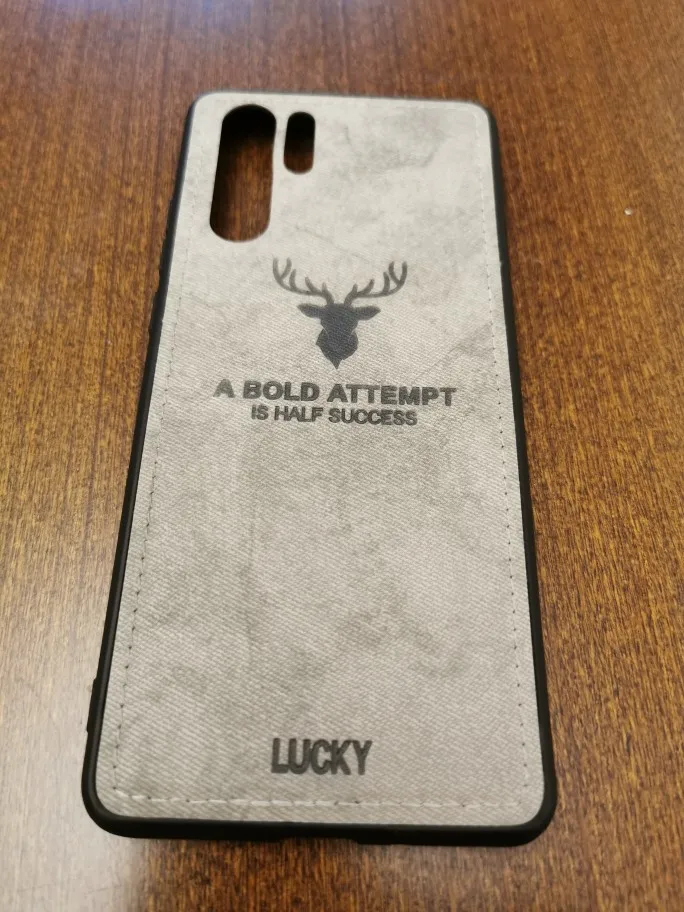 A BOLD ATTEMPT
IS HALF SUCCESS
LUCKY